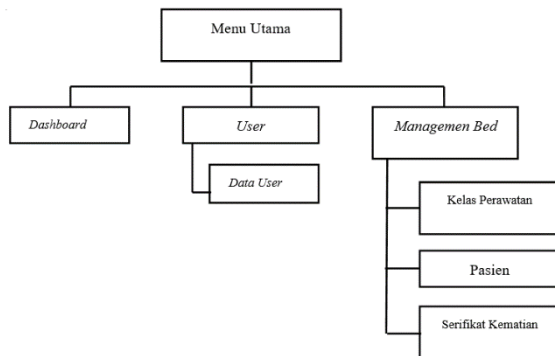 Menu Utama
Dashboard
User
Managemen Bed
Data User
Kelas Perawatan
Pasien
Serifikat Kematian